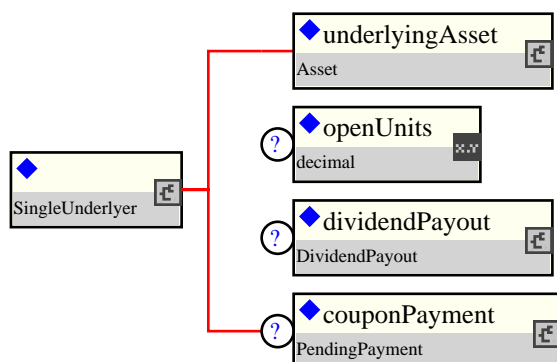 underlyingAsset
Asset
?
openUnits
decimal
x.Y
SingleUnderlyer
?
dividendPayout
DividendPayout
?
couponPayment
PendingPayment